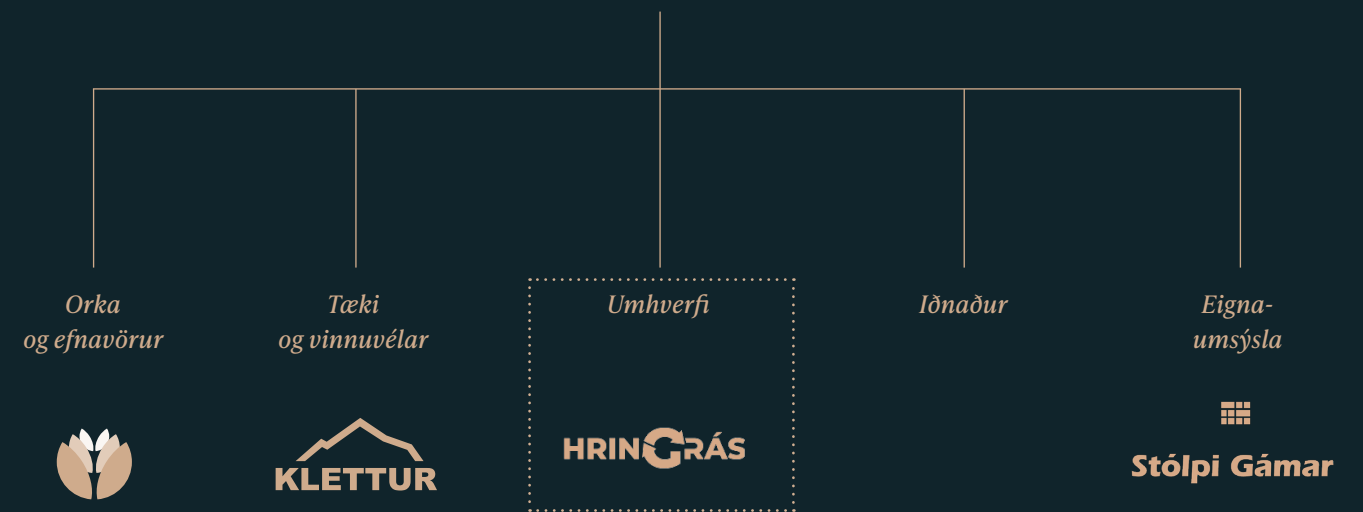 Orka
og efnavörur
Tæki
og vinnuvélar
Umhverfi
Iðnaður
Eigna-
umsýsla
KLETTUR
HRINGRÁS
Stólpi Gámar